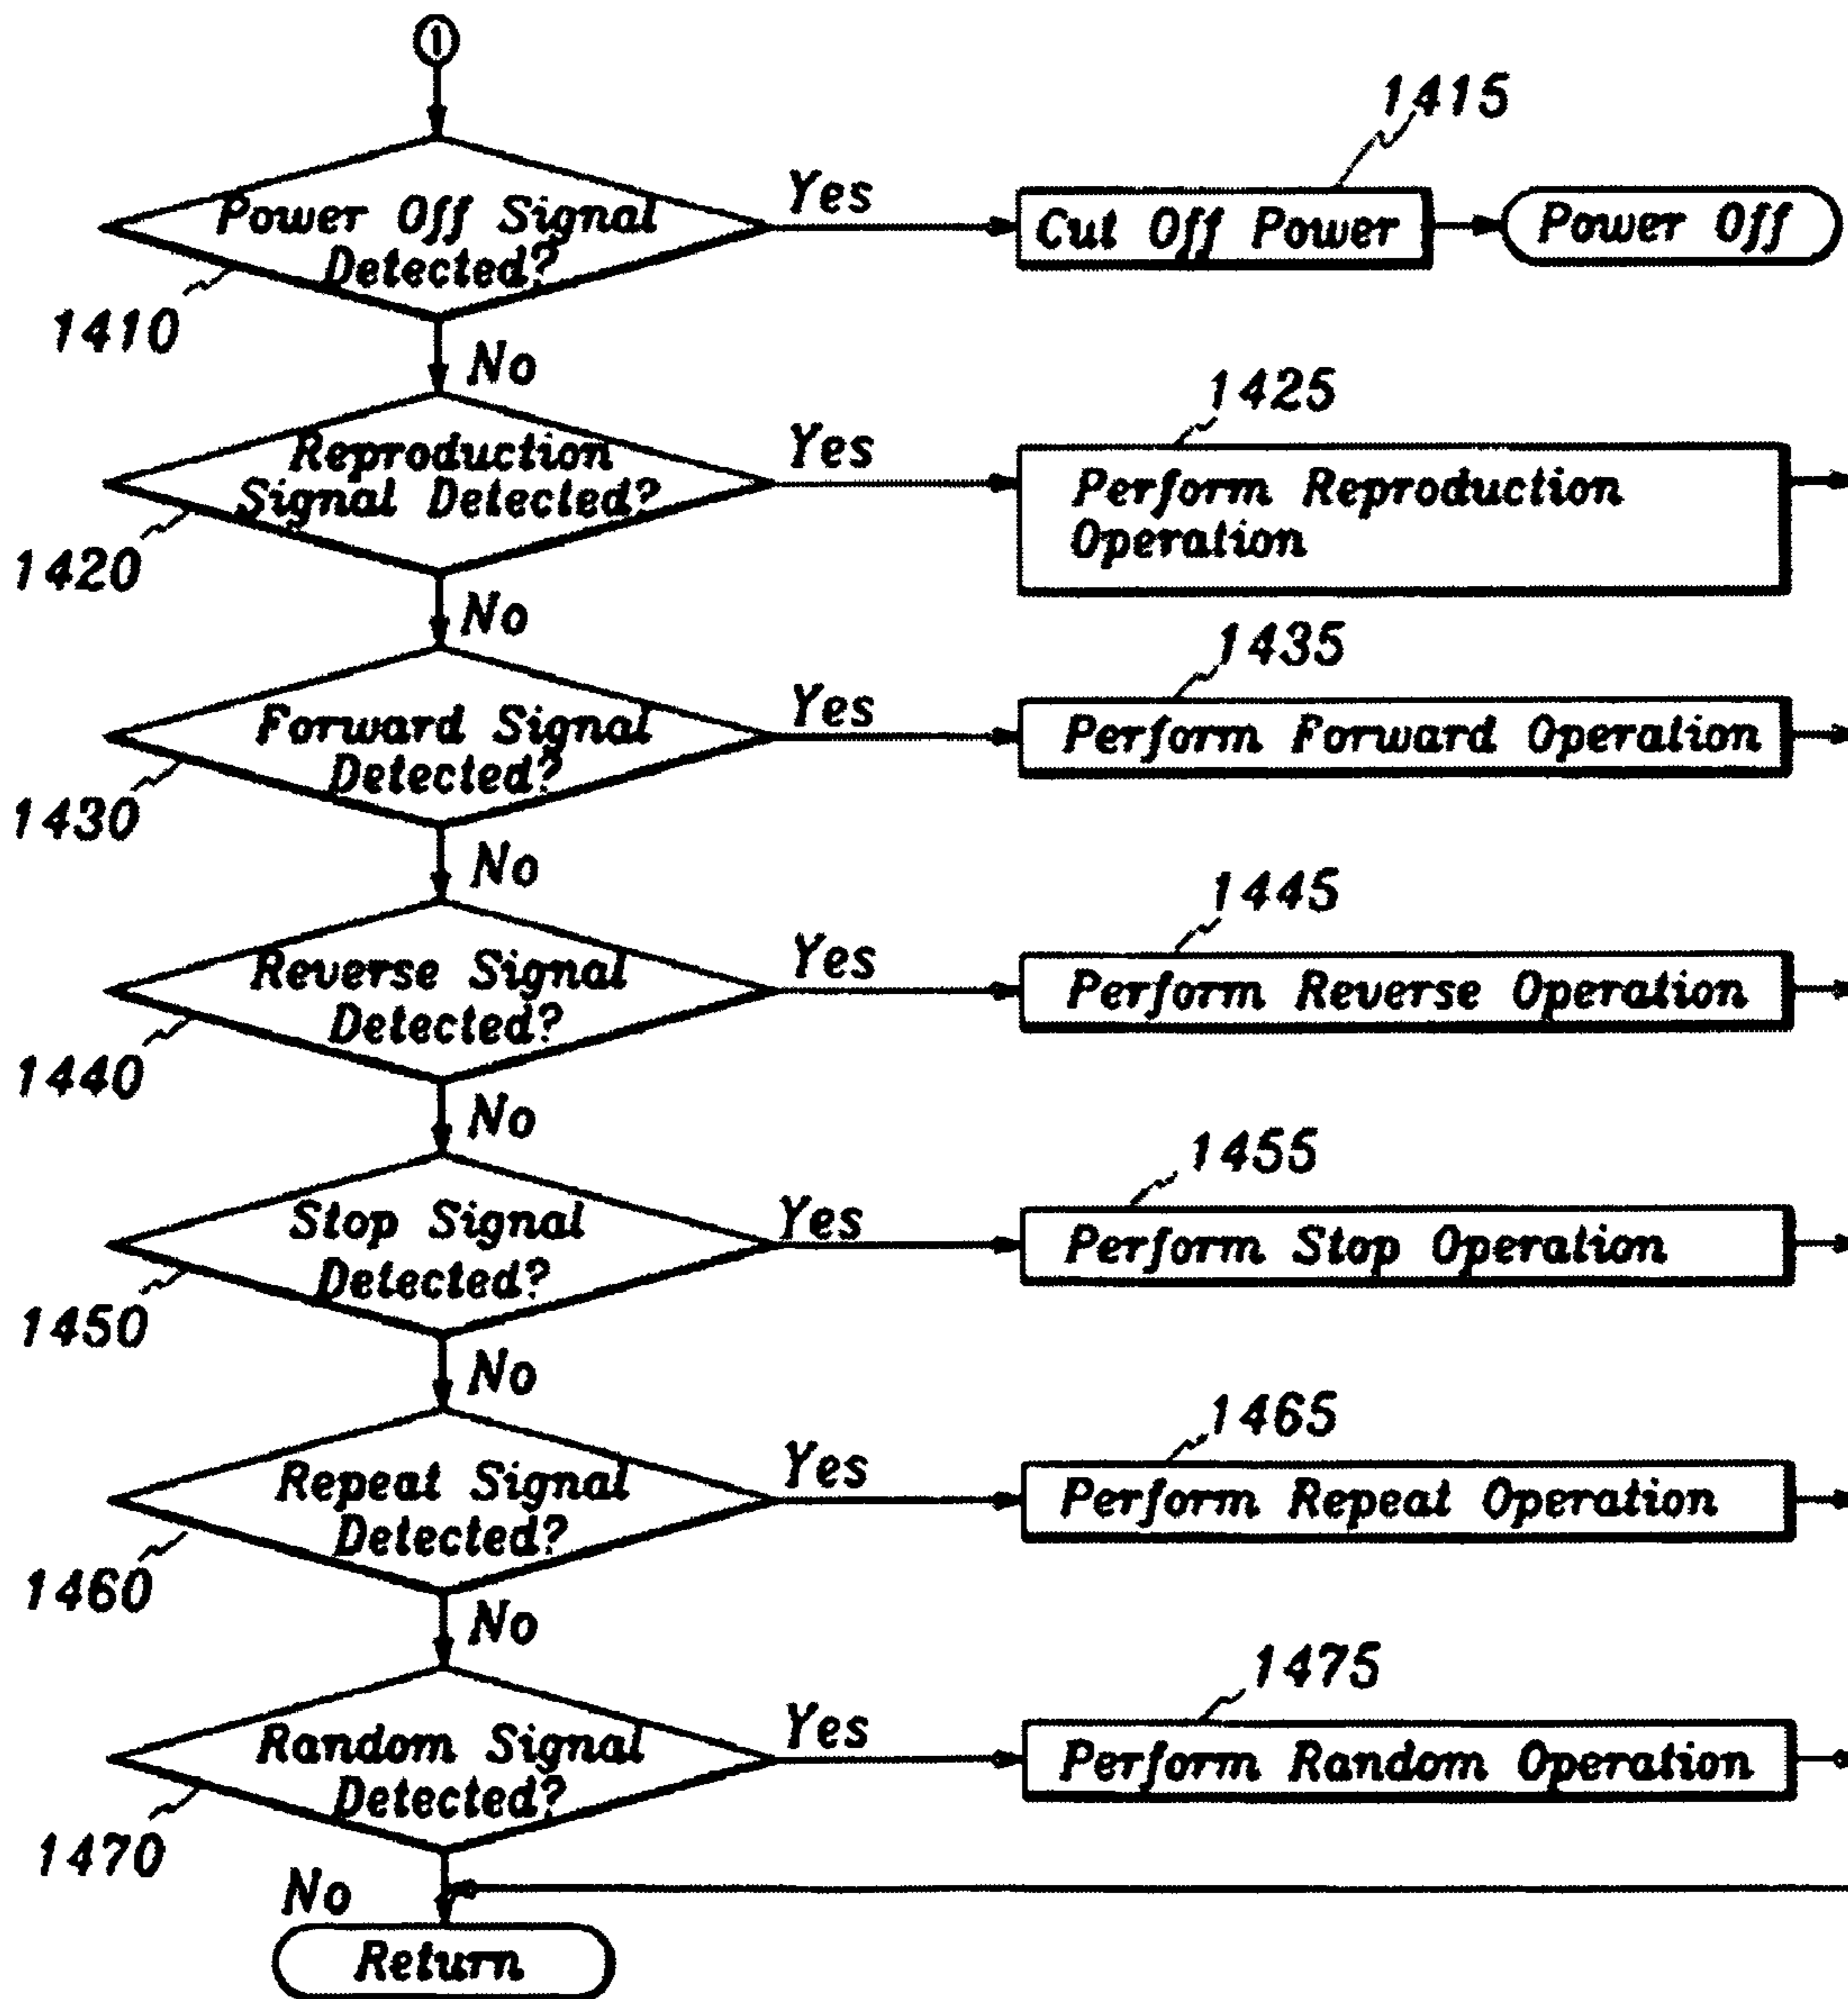 1
1415
Power Off Signal
Detected?
Yes
Cut Off Power
Power Off
1410
No
1425
Reproduction
Signal Detected?
Yes
Perform Reproduction
Operation
1420
No
1435
Forward Signal
Detected?
Yes
Perform Forward Operation
1430
No
1445
Reverse Signal
Detected?
Yes
Perform Reverse Operation
1440
No
1455
Stop Signal
Detected?
Yes
Perform Stop Operation
1450
No
1465
Repeat Signal
Detected?
Yes
Perform Repeat Operation
1460
No
1475
Random Signal
Detected?
Yes
Perform Random Operation
1470
No
Return